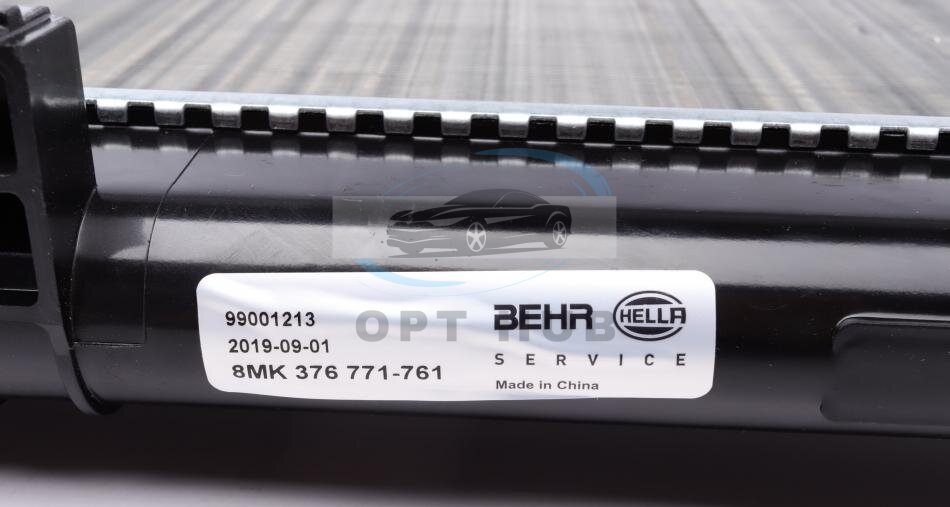 99001213
2019-09-01
8MK 376 771-761
BEHR HELLA
SERVICE
Made in China
OPT HUB